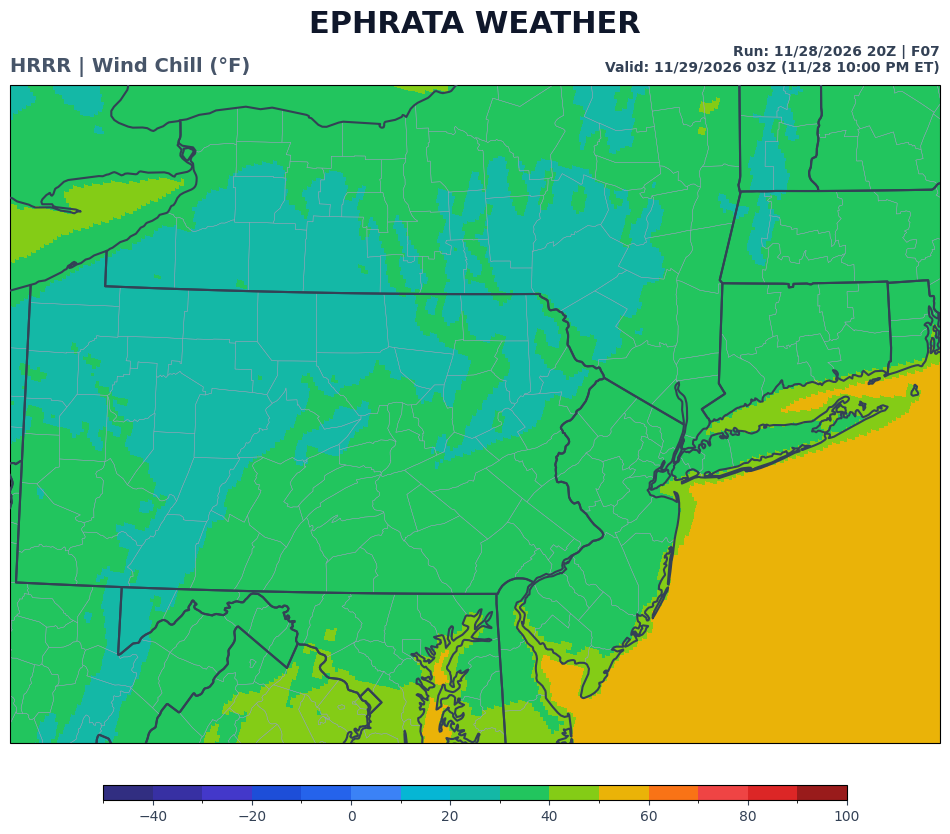 EPHRATA WEATHER
HRRR | Wind Chill (°F)
Run: 11/28/2026 20Z | F07
Valid: 11/29/2026 03Z (11/28 10:00 PM ET)
−40 −20 0 20 40 60 80 100